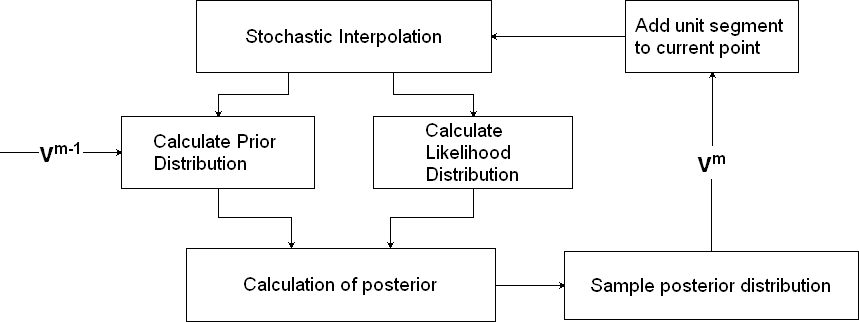 Stochastic Interpolation
Add unit segment
to current point
V^m-1
Calculate Prior
Distribution
Calculate
Likelihood
Distribution
V^m
Calculation of posterior
Sample posterior distribution